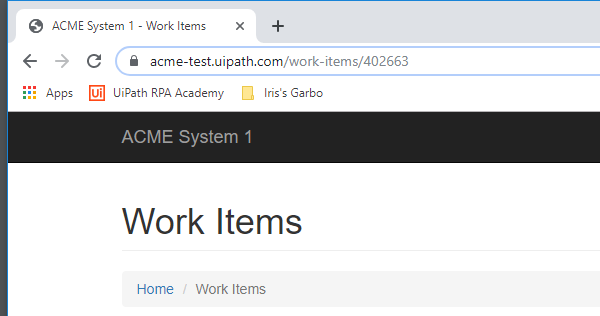 ACME System 1 - Work Items
acme-test.uipath.com/work-items/402663
Apps Ui UiPath RPA Academy Iris's Garbo
ACME System 1
Work Items
Home / Work Items